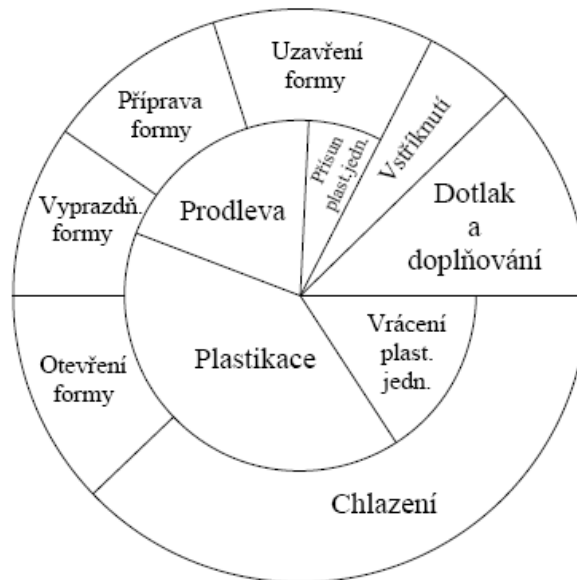 Uzavření
formy
Příprava
formy
Přísun
plast.jedn.
Vstříknutí
Dotlak
a
doplňování
Prodleva
Vyprazdň.
formy
Vrácení
plast.
jedn.
Plastikace
Otevření
formy
Chlazení